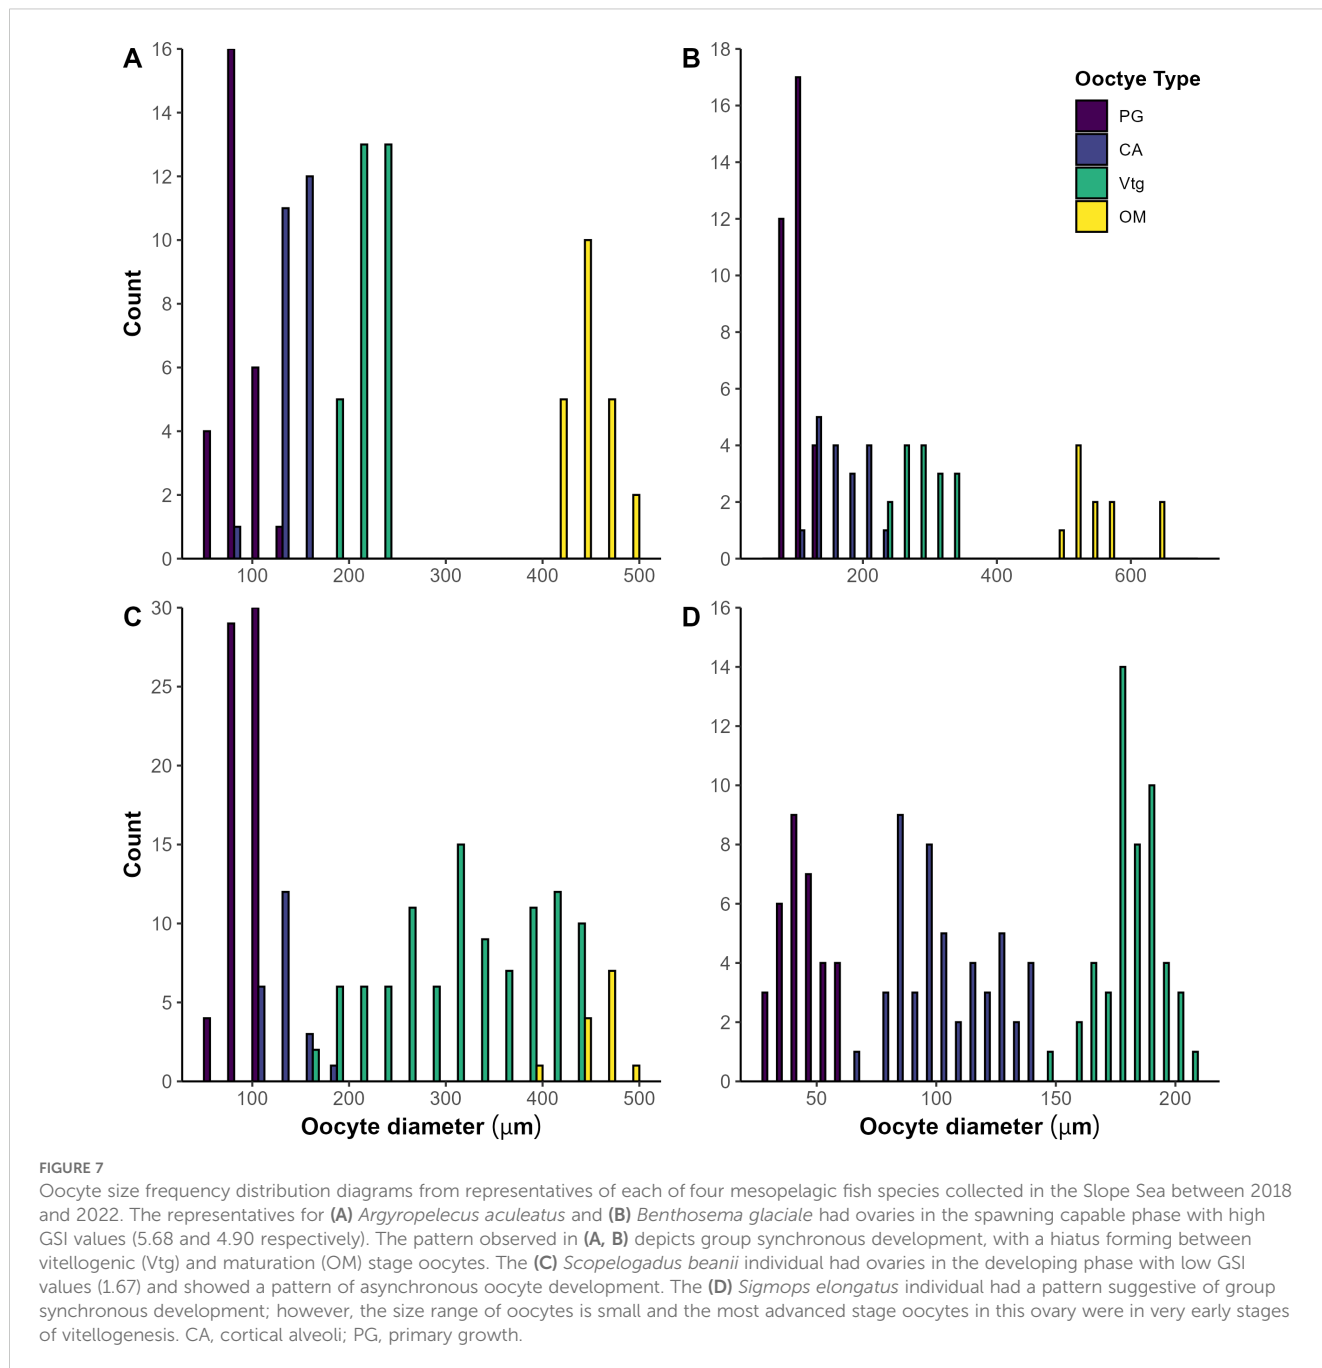 A
16
14
12
10
8
6
4
2
0
Count
100
200
300
400
500
B
18
16
14
12
10
8
6
4
2
0
200
400
600
Ooctye Type
PG
CA
Vtg
OM
C
30
25
20
15
10
5
0
Count
100
200
300
400
500
Oocyte diameter (μm)
D
16
14
12
10
8
6
4
2
0
50
100
150
200
Oocyte diameter (μm)
FIGURE 7
Oocyte size frequency distribution diagrams from representatives of each of four mesopelagic fish species collected in the Slope Sea between 2018
and 2022. The representatives for (A) Argyropelecus aculeatus and (B) Benthosema glaciale had ovaries in the spawning capable phase with high
GSI values (5.68 and 4.90 respectively). The pattern observed in (A, B) depicts group synchronous development, with a hiatus forming between
vitellogenic (Vtg) and maturation (OM) stage oocytes. The (C) Scopelogadus beanii individual had ovaries in the developing phase with low GSI
values (1.67) and showed a pattern of asynchronous oocyte development. The (D) Sigmops elongatus individual had a pattern suggestive of group
synchronous development; however, the size range of oocytes is small and the most advanced stage oocytes in this ovary were in very early stages
of vitellogenesis. CA, cortical alveoli; PG, primary growth.